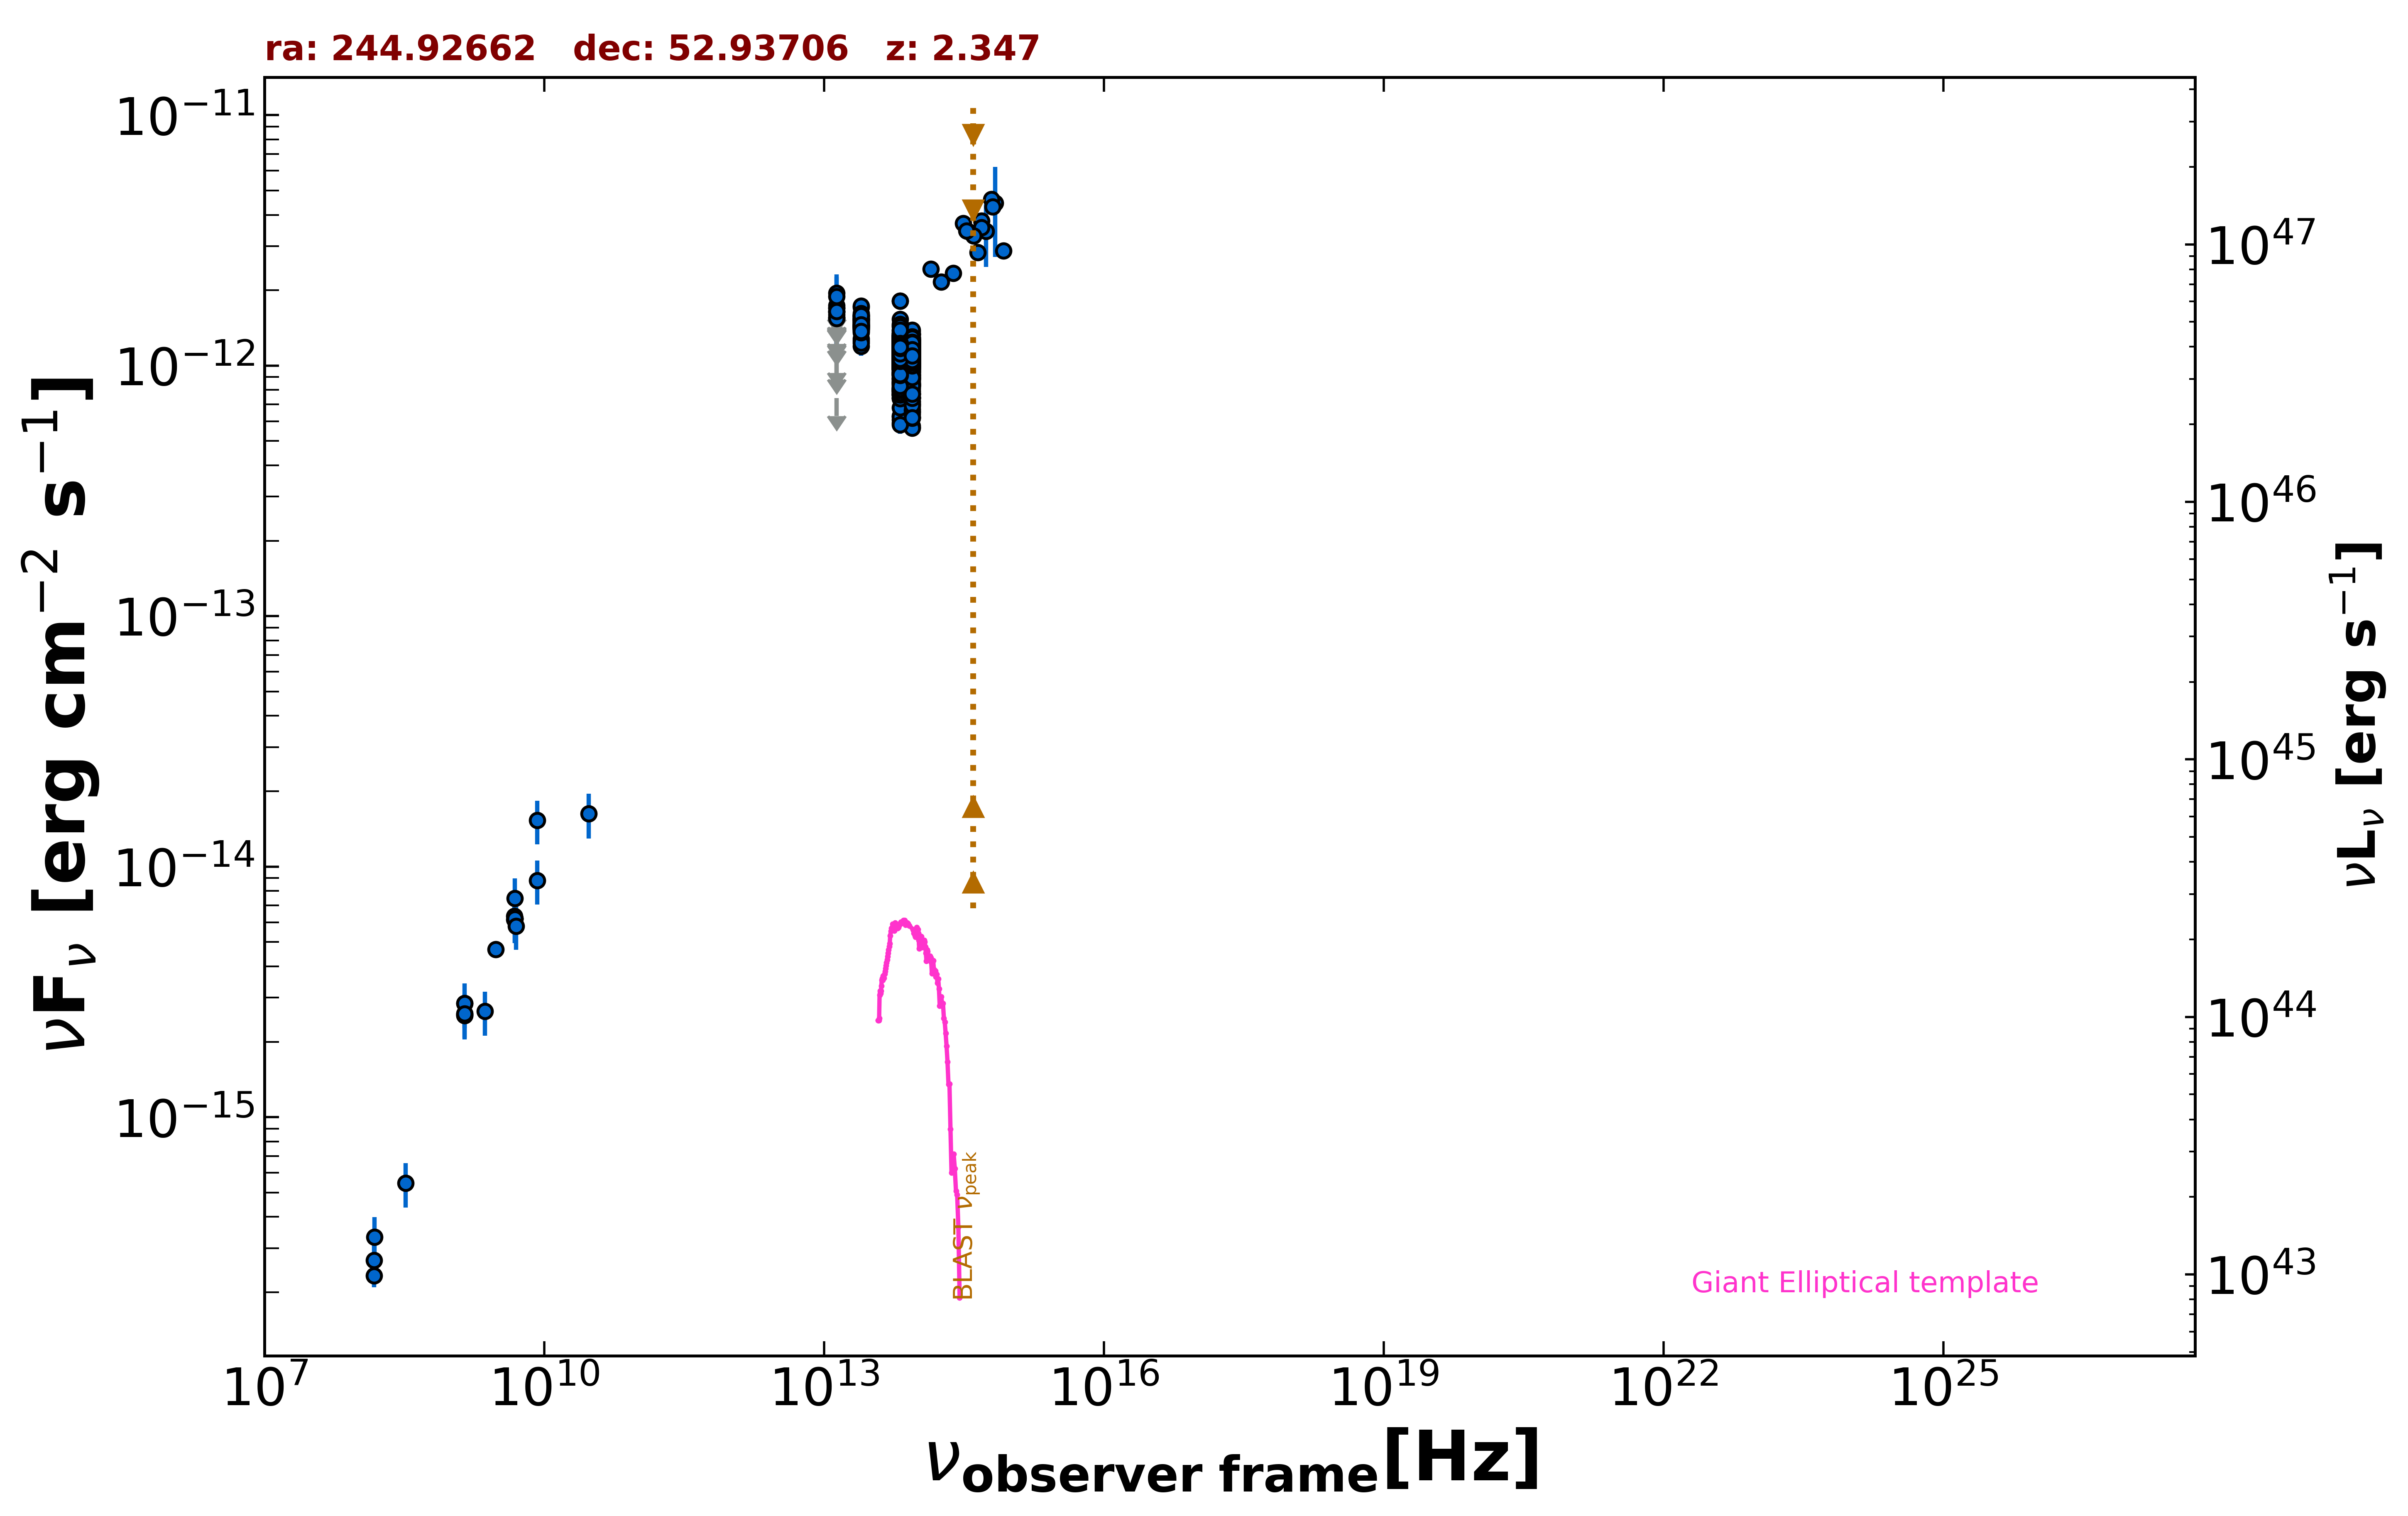 ra: 244.92662 dec: 52.93706 z: 2.347
10⁻¹¹
10⁻¹²
10⁻¹³
10⁻¹⁴
10⁻¹⁵
νFν [erg cm⁻² s⁻¹]
10⁴⁷
10⁴⁶
10⁴⁵
10⁴⁴
10⁴³
νLν [erg s⁻¹]
BLAST νpeak
Giant Elliptical template
10⁷ 10¹⁰ 10¹³ 10¹⁶ 10¹⁹ 10²² 10²⁵
νobserver frame[Hz]